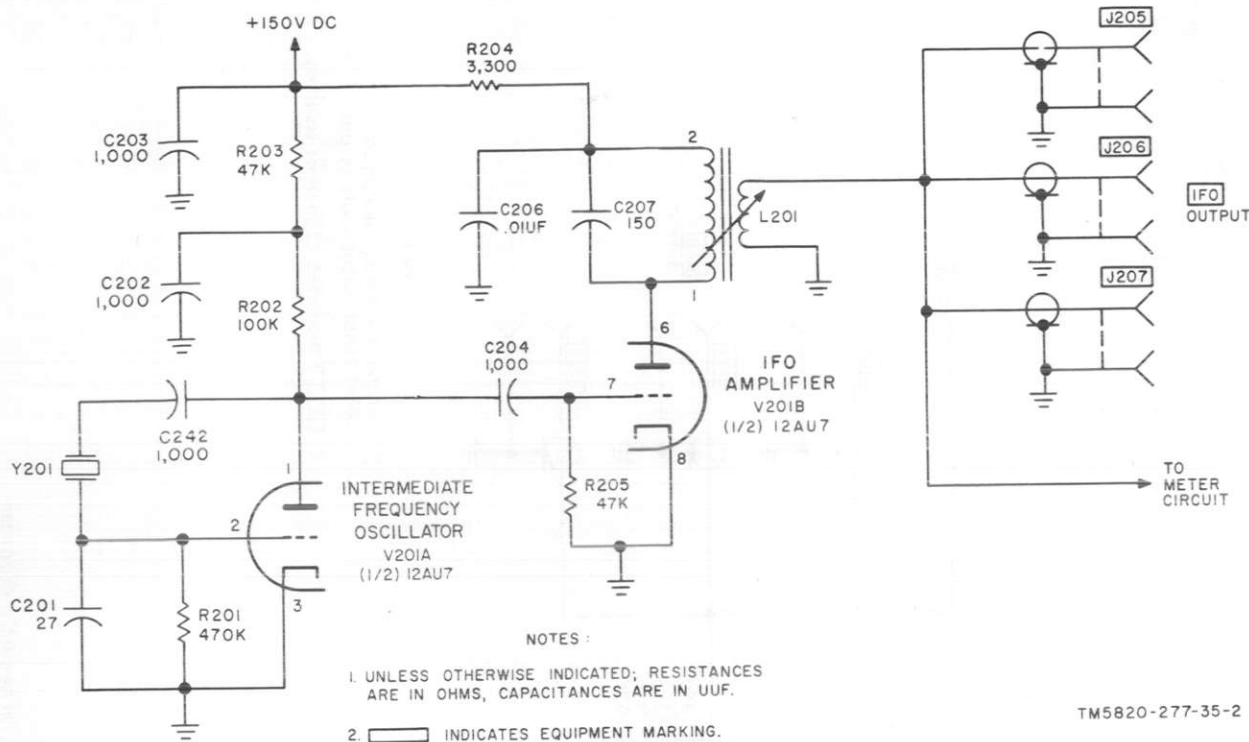 +150V DC
R204
3,300
J205
C203
1,000
R203
47K
2
J206
C206
.01UF
C207
150
L201
IFO
OUTPUT
C202
1,000
R202
100K
1
J207
C204
1,000
6
IFO
AMPLIFIER
V201B
(1/2) 12AU7
7
8
C242
1,000
Y201
1
INTERMEDIATE
FREQUENCY
OSCILLATOR
V201A
(1/2) 12AU7
2
3
R205
47K
TO
METER
CIRCUIT
C201
27
R201
470K
NOTES:
1. UNLESS OTHERWISE INDICATED; RESISTANCES
ARE IN OHMS, CAPACITANCES ARE IN UUF.
2. INDICATES EQUIPMENT MARKING.
TM5820-277-35-2